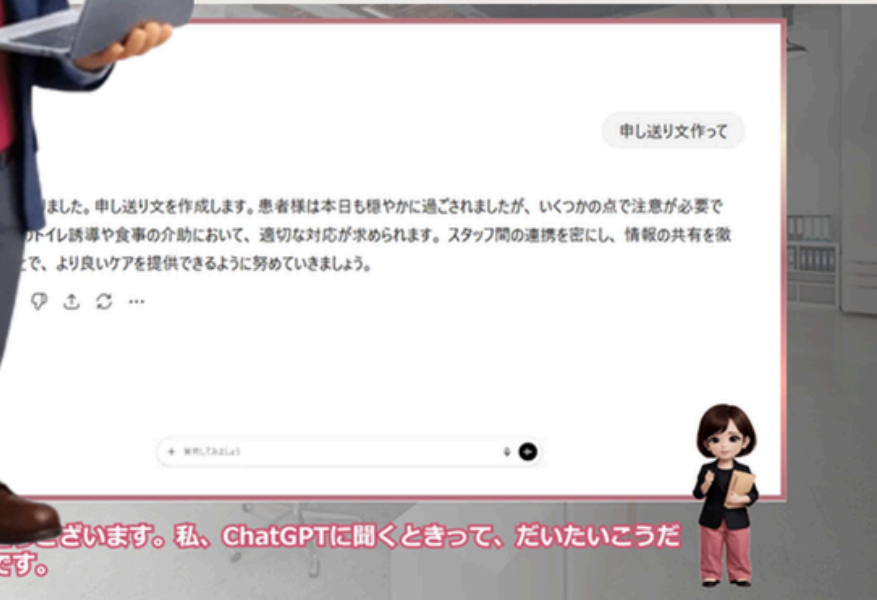 申し送り文作って
ました。申し送り文を作成します。患者様は本日も穏やかに過ごされましたが、いくつかの点で注意が必要で
トイレ誘導や食事の介助において、適切な対応が求められます。スタッフ間の連携を密にし、情報の共有を徹
で、より良いケアを提供できるように努めていきましょう。
ございます。私、ChatGPTに聞くときって、だいたいこうだ
です。